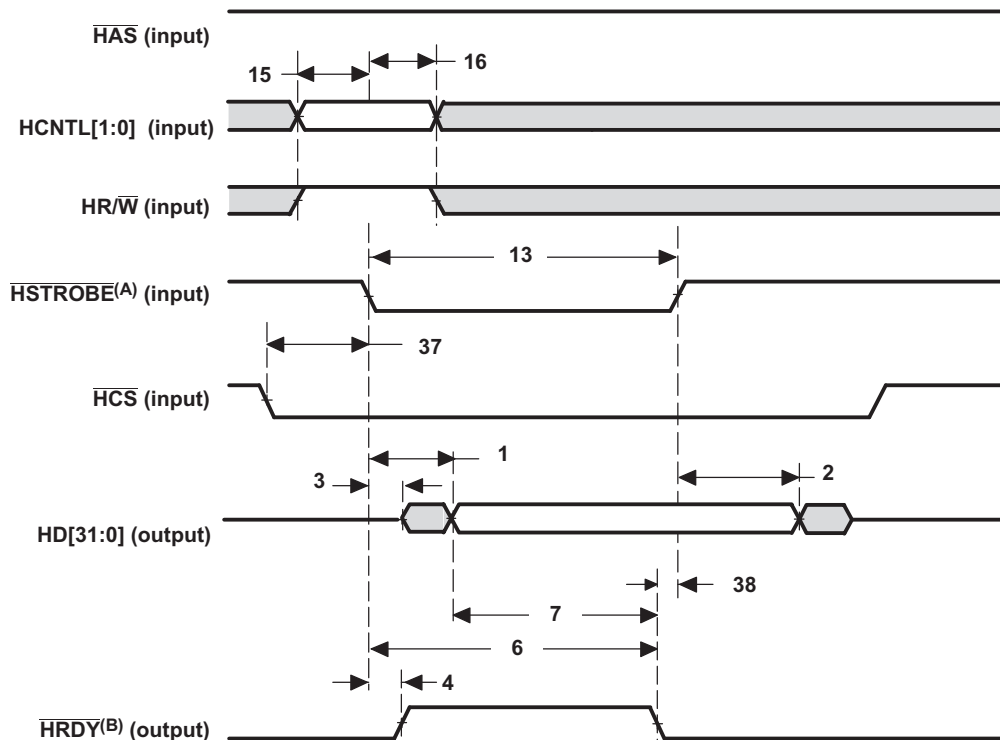 HAS (input)
15
16
HCNTL[1:0] (input)
HR/W (input)
13
HSTROBE(A) (input)
37
HCS (input)
1
3
2
HD[31:0] (output)
38
7
6
4
HRDY(B) (output)